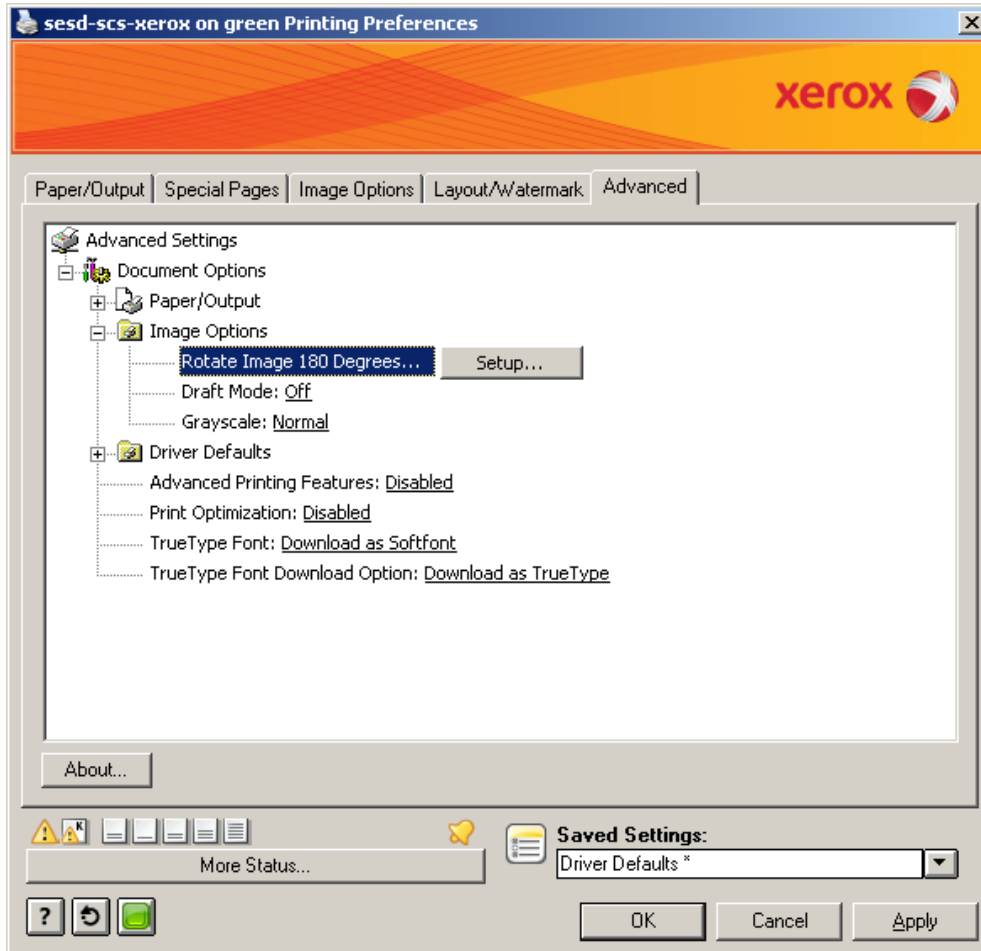 sesd-scs-xerox on green Printing Preferences
xerox
Paper/Output Special Pages Image Options Layout/Watermark Advanced
Advanced Settings
Document Options
Paper/Output
Image Options
Rotate Image 180 Degrees... Setup...
Draft Mode: Off
Grayscale: Normal
Driver Defaults
Advanced Printing Features: Disabled
Print Optimization: Disabled
TrueType Font: Download as Softfont
TrueType Font Download Option: Download as TrueType
About...
K
Saved Settings:
More Status... Driver Defaults *
? OK Cancel Apply